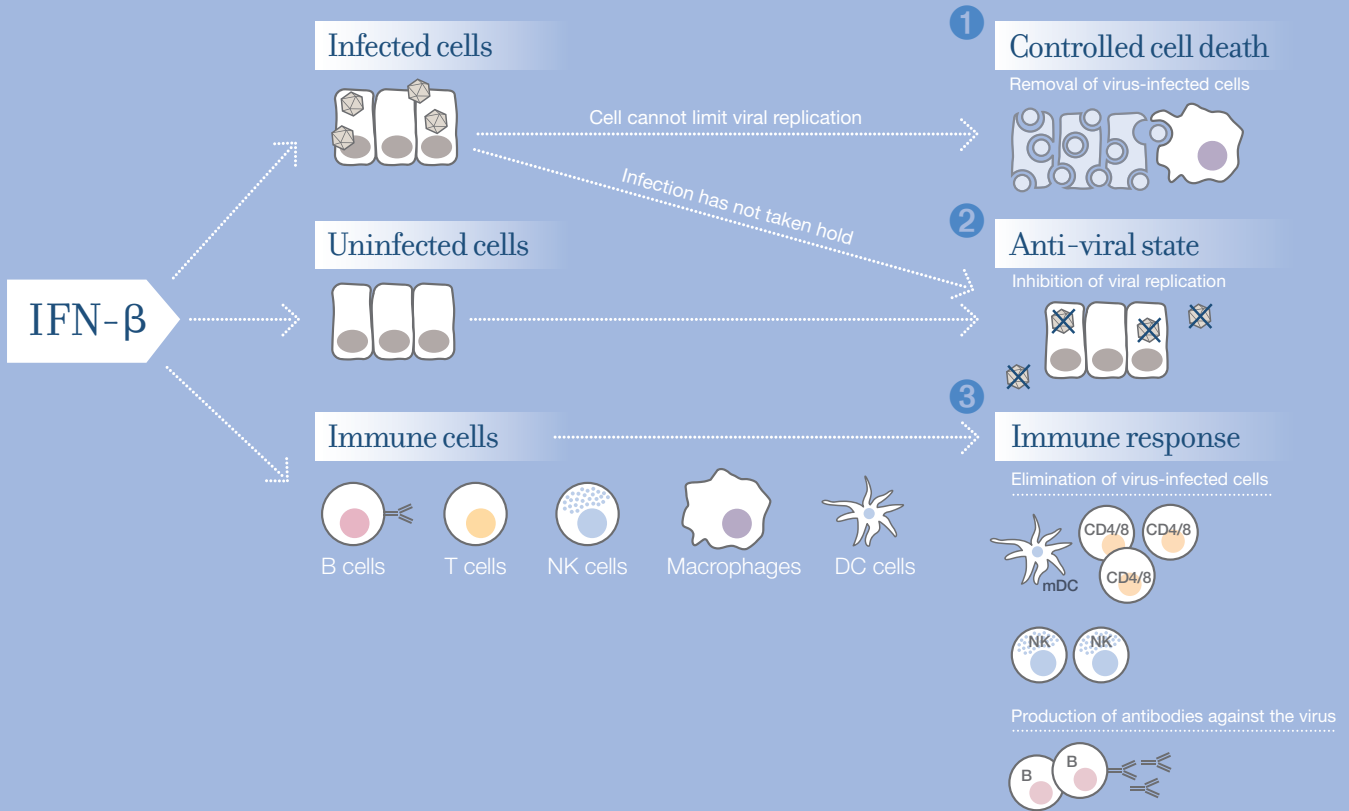 IFN-β
Infected cells
Cell cannot limit viral replication
Infection has not taken hold
Uninfected cells
Immune cells
B cells
T cells
NK cells
Macrophages
DC cells
1
Controlled cell death
Removal of virus-infected cells
2
Anti-viral state
Inhibition of viral replication
3
Immune response
Elimination of virus-infected cells
mDC
CD4/8
CD4/8
CD4/8
NK
NK
Production of antibodies against the virus
B
B